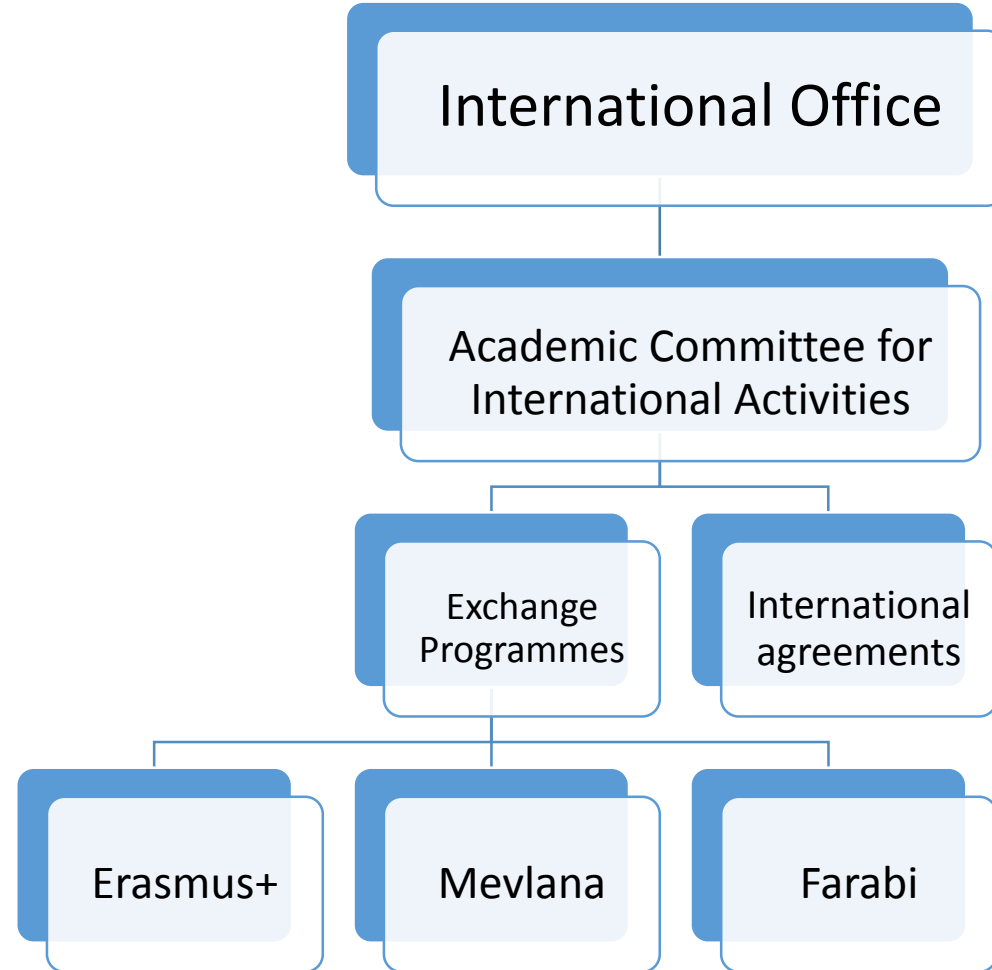 International Office
Academic Committee for
International Activities
Exchange
Programmes
International
agreements
Erasmus+
Mevlana
Farabi